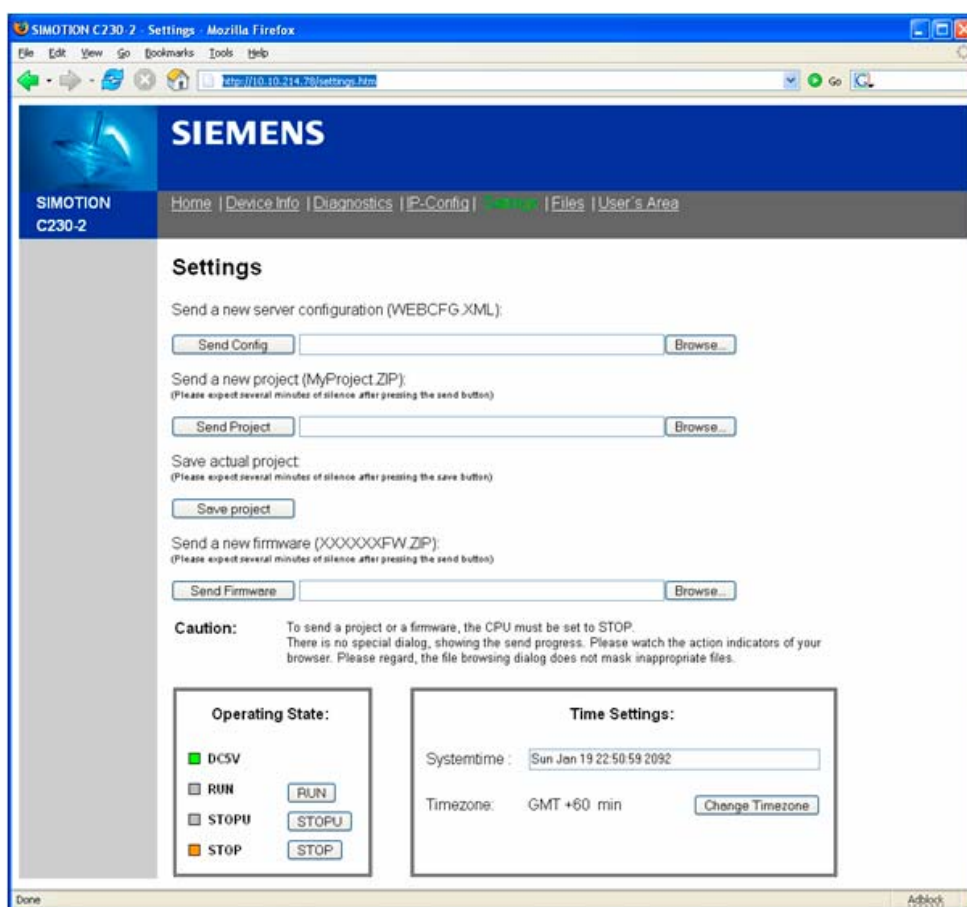 SIMOTION C230-2 - Settings - Mozilla Firefox
File Edit View Go Bookmarks Tools Help
http://10.10.214.78/settings.htm Go
SIEMENS
SIMOTION
C230-2
Home | Device Info | Diagnostics | IP-Config | Settings | Files | User's Area
Settings
Send a new server configuration (WEBCFG.XML):
Send Config Browse...
Send a new project (MyProject.ZIP):
(Please expect several minutes of silence after pressing the send button)
Send Project Browse...
Save actual project:
(Please expect several minutes of silence after pressing the save button)
Save project
Send a new firmware (XXXXXXFW.ZIP):
(Please expect several minutes of silence after pressing the send button)
Send Firmware Browse...
Caution: To send a project or a firmware, the CPU must be set to STOP.
There is no special dialog, showing the send progress. Please watch the action indicators of your
browser. Please regard, the file browsing dialog does not mask inappropriate files.
Operating State:
DC5V
RUN RUN
STOPU STOPU
STOP STOP
Time Settings:
Systemtime : Sun Jan 19 22:50:59 2092
Timezone: GMT +60 min Change Timezone
Done Adblock